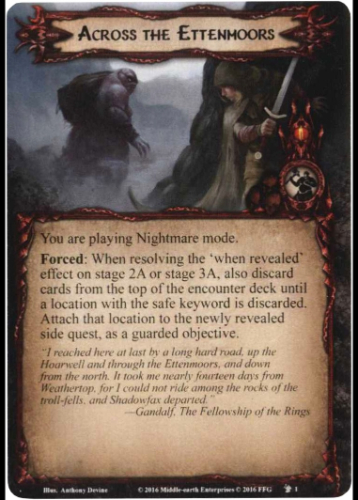 Across the Ettenmoors
You are playing Nightmare mode.
Forced: When resolving the 'when revealed'
effect on stage 2A or stage 3A, also discard
cards from the top of the encounter deck until
a location with the safe keyword is discarded.
Attach that location to the newly revealed
side quest, as a guarded objective.
"I reached here at last by a long hard road, up the
Hoarwell and through the Ettenmoors, and down
from the north. It took me nearly fourteen days from
Weathertop, for I could not ride among the rocks of the
troll-fells, and Shadowfax departed."
—Gandalf, The Fellowship of the Rings
Illus. Anthony Devine © 2016 Middle-earth Enterprises © 2016 FFG 1